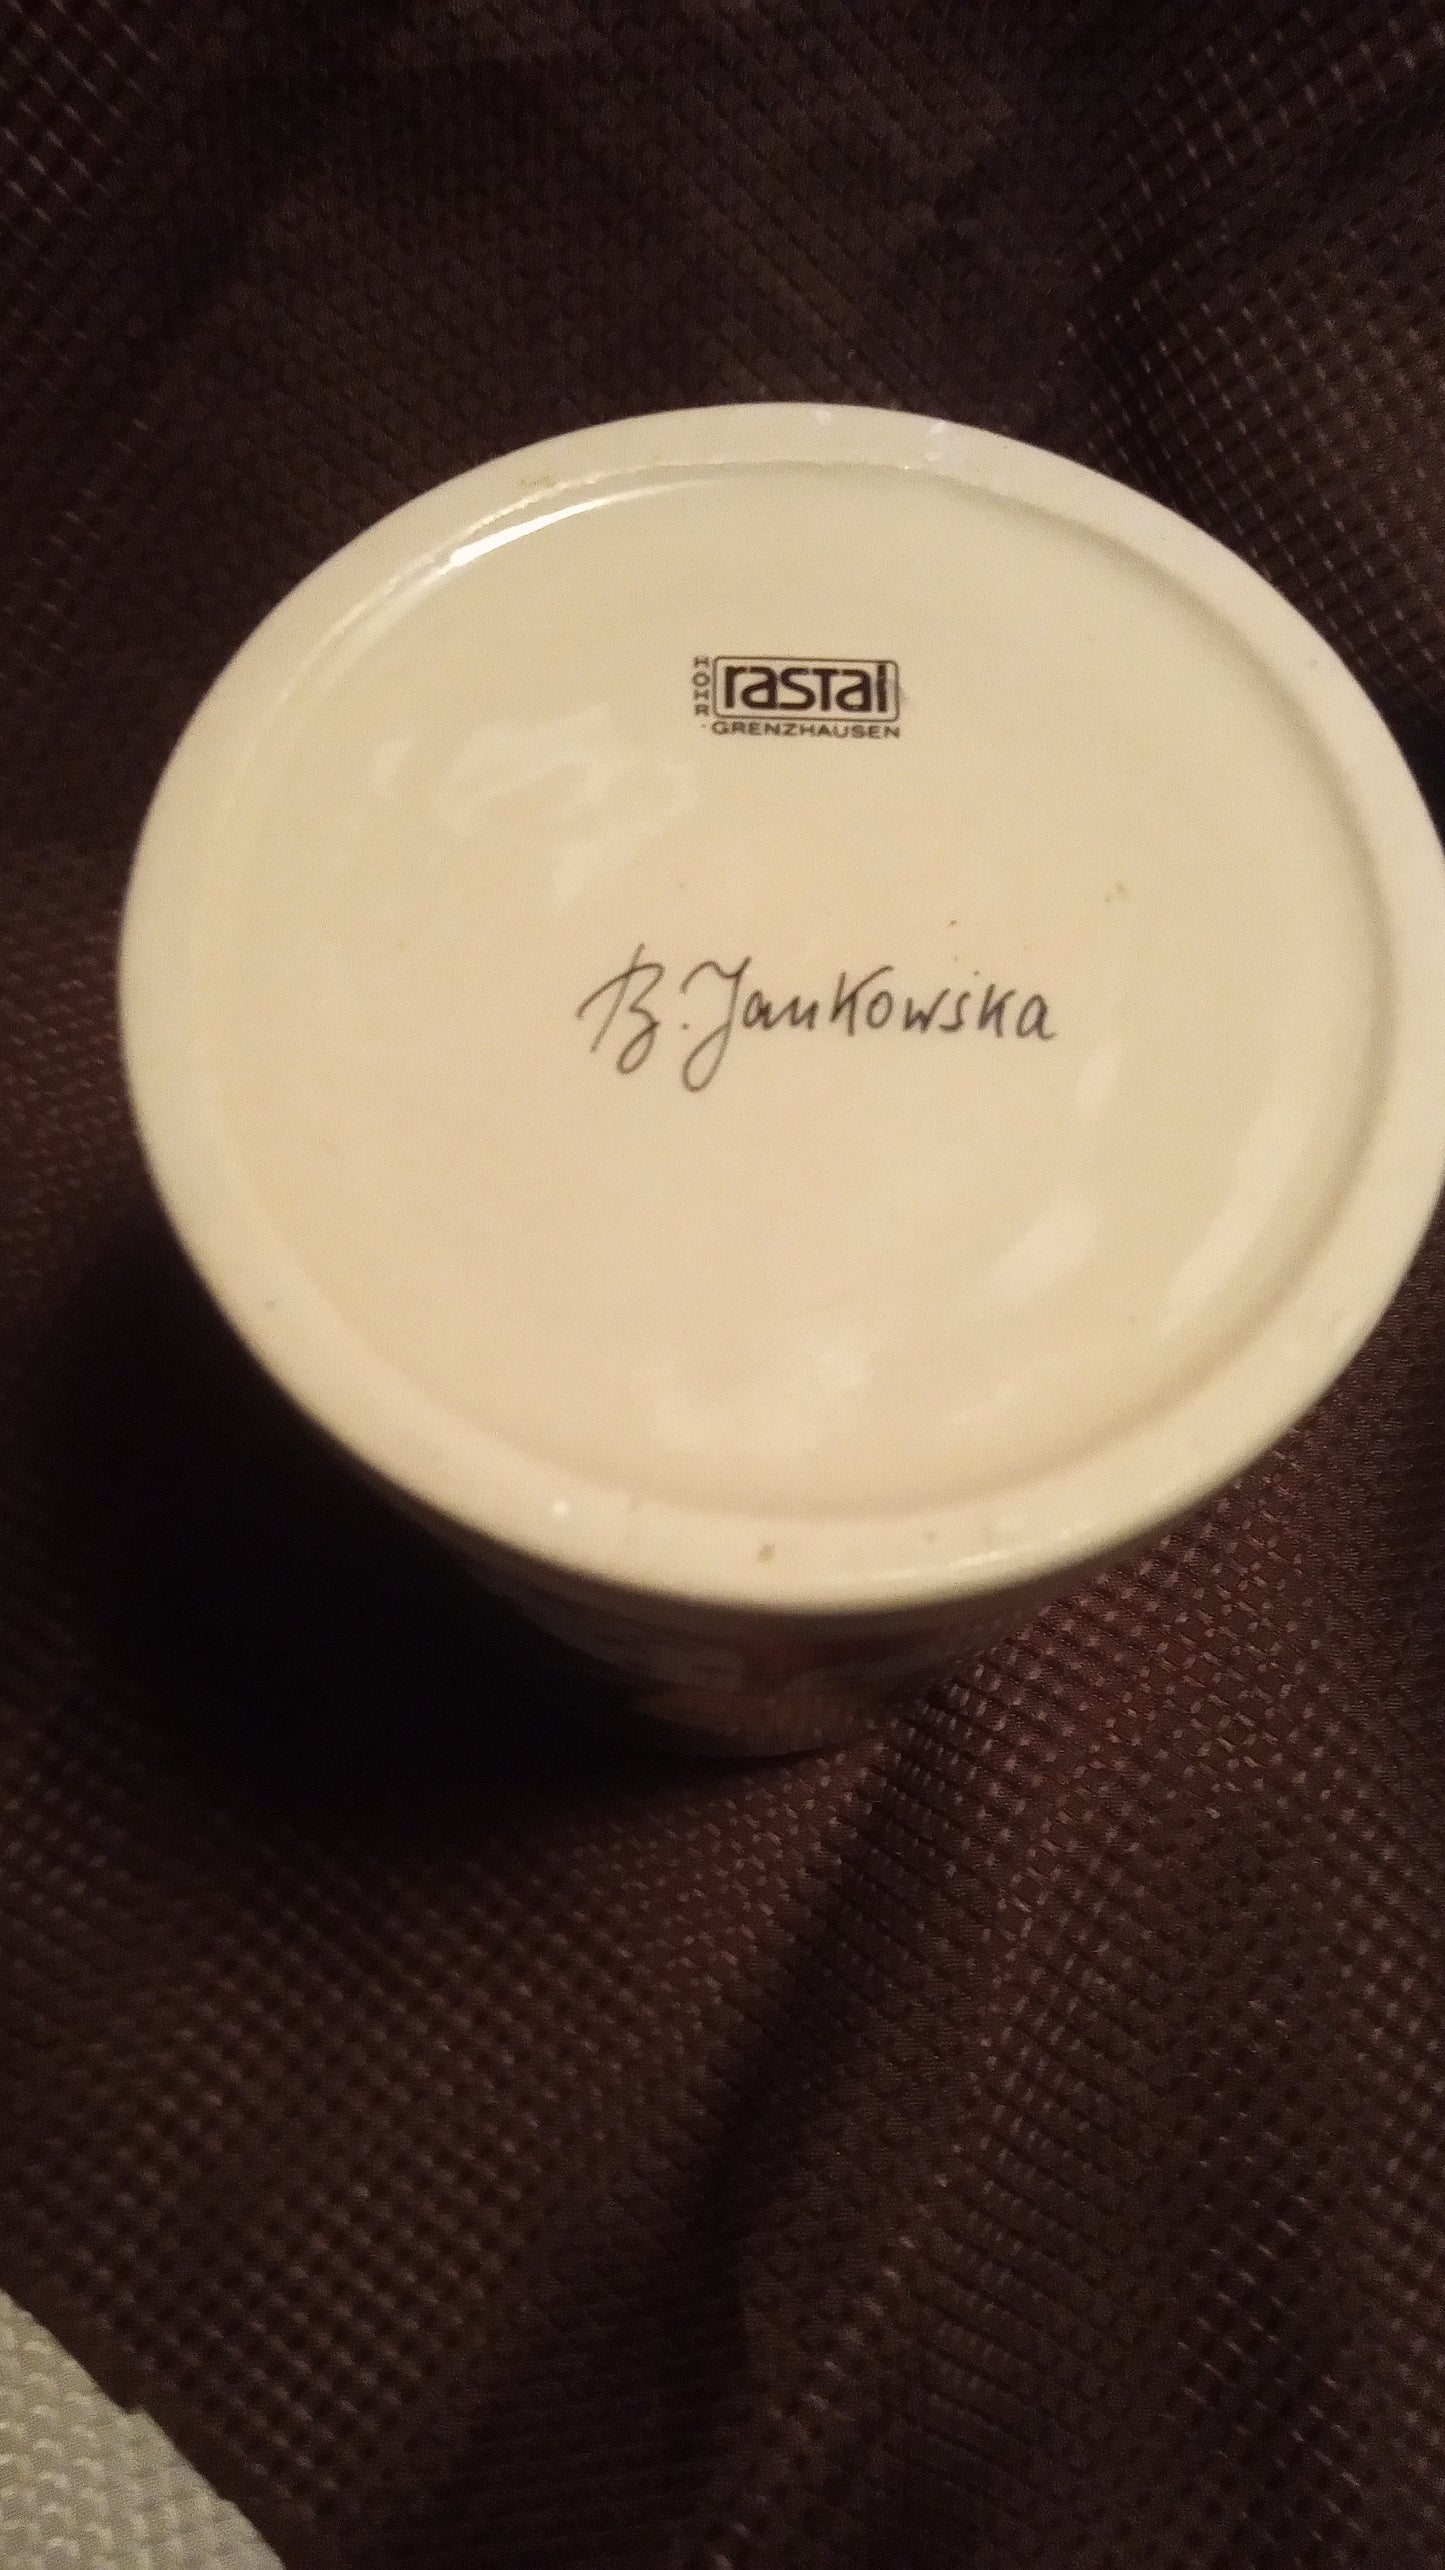 HÖHR
rastal
-GRENZHAUSEN
B. Jankowska